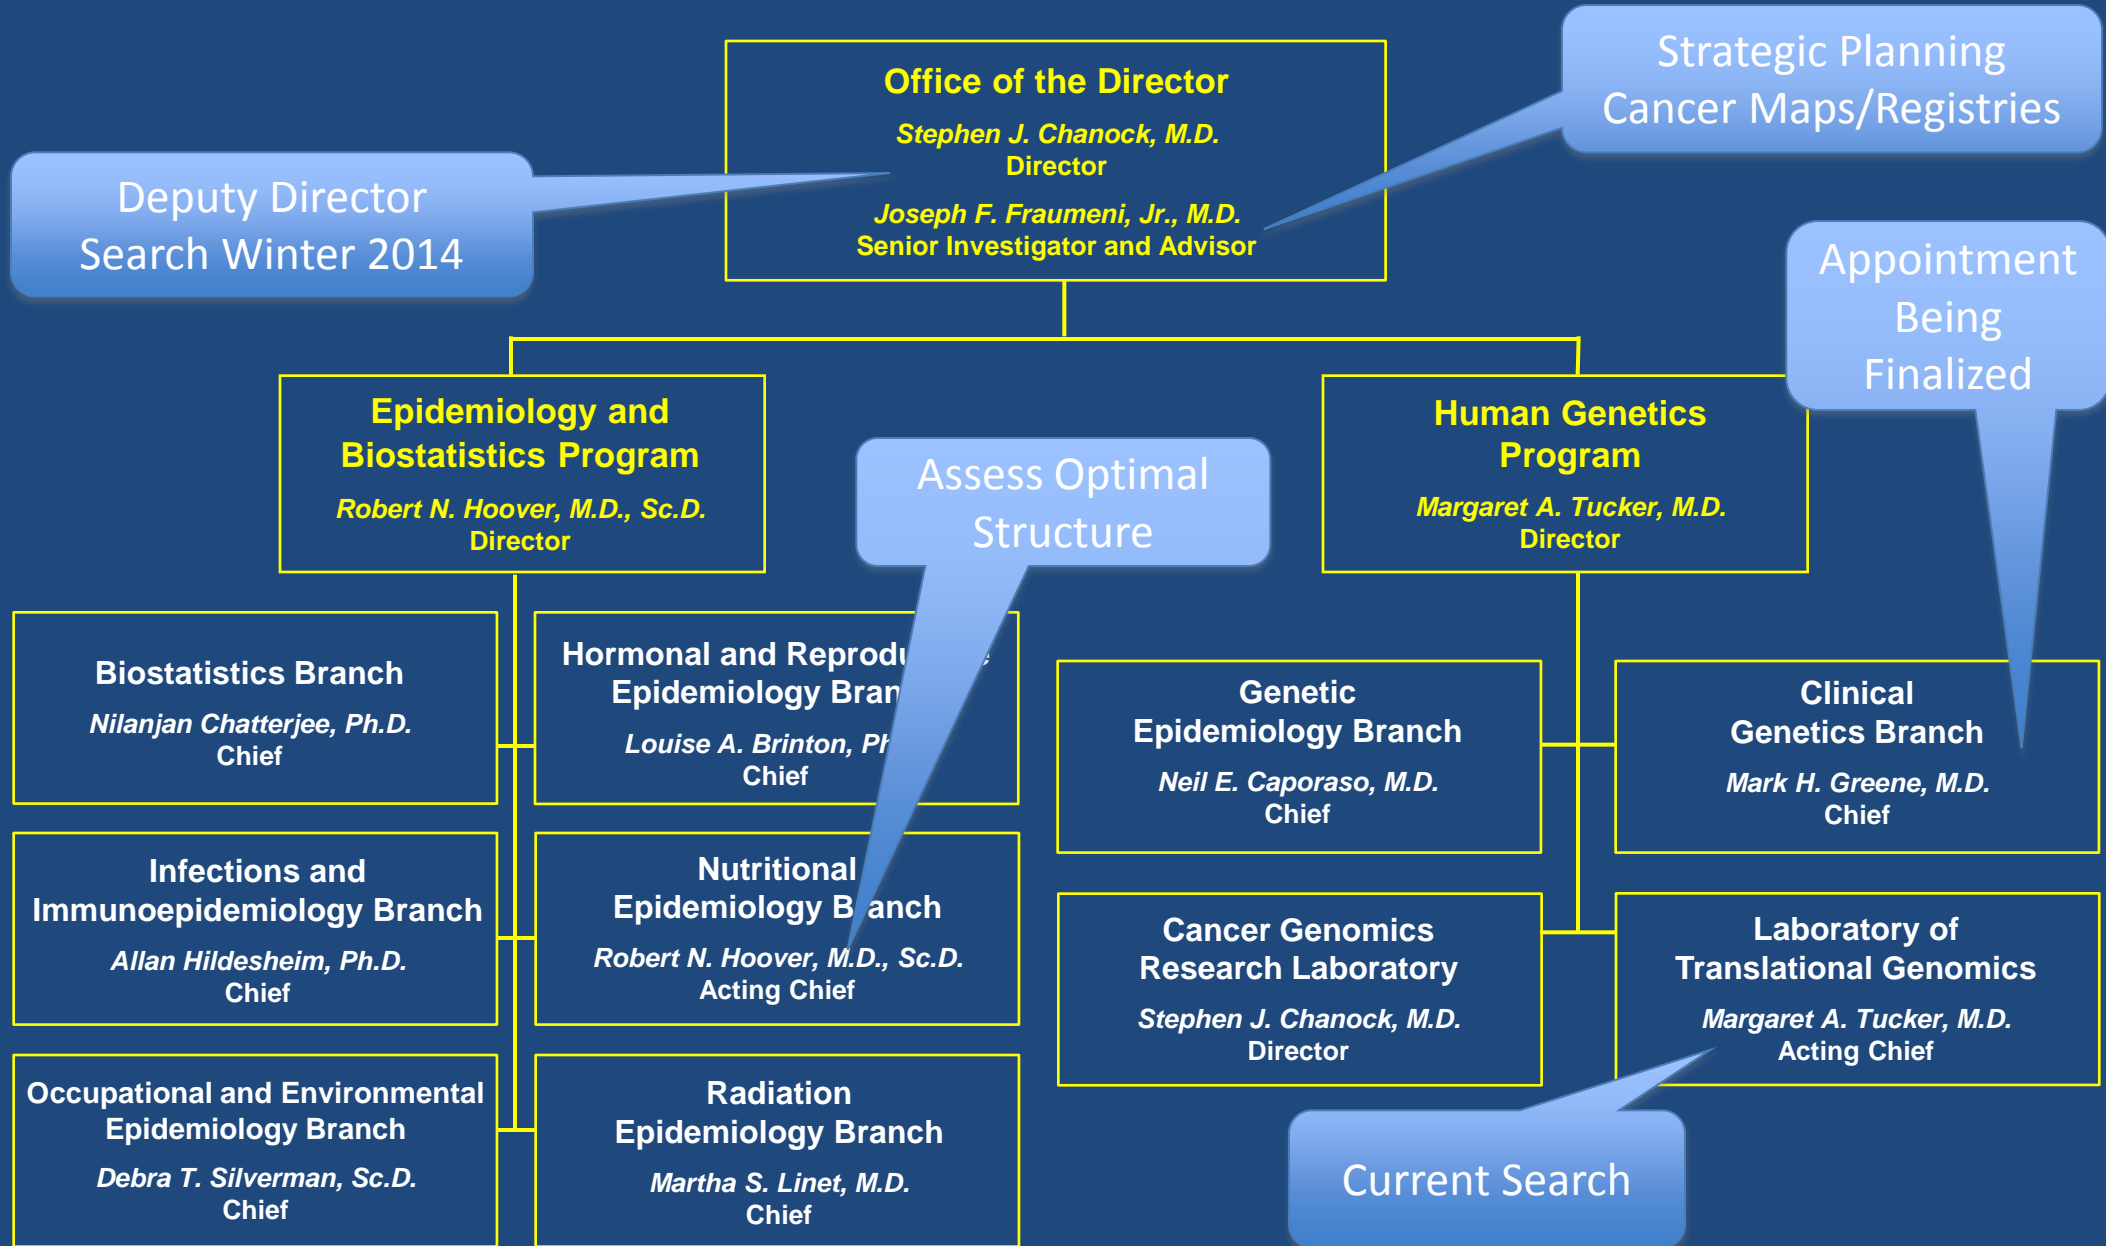 Office of the Director
Stephen J. Chanock, M.D.
Director
Joseph F. Fraumeni, Jr., M.D.
Senior Investigator and Advisor
Strategic Planning
Cancer Maps/Registries
Deputy Director
Search Winter 2014
Appointment
Being
Finalized
Epidemiology and
Biostatistics Program
Robert N. Hoover, M.D., Sc.D.
Director
Assess Optimal
Structure
Human Genetics
Program
Margaret A. Tucker, M.D.
Director
Biostatistics Branch
Nilanjan Chatterjee, Ph.D.
Chief
Hormonal and
Epidemiology
Louise A. Brinton,
Chief
Genetic
Epidemiology Branch
Neil E. Caporaso, M.D.
Chief
Clinical
Genetics Branch
Mark H. Greene, M.D.
Chief
Infections and
Immunoepidemiology Branch
Allan Hildesheim, Ph.D.
Chief
Nutritional
Epidemiology Branch
Robert N. Hoover, M.D., Sc.D.
Acting Chief
Cancer Genomics
Research Laboratory
Stephen J. Chanock, M.D.
Director
Laboratory of
Translational Genomics
Margaret A. Tucker, M.D.
Acting Chief
Occupational and Environmental
Epidemiology Branch
Debra T. Silverman, Sc.D.
Chief
Radiation
Epidemiology Branch
Martha S. Linet, M.D.
Chief
Current Search